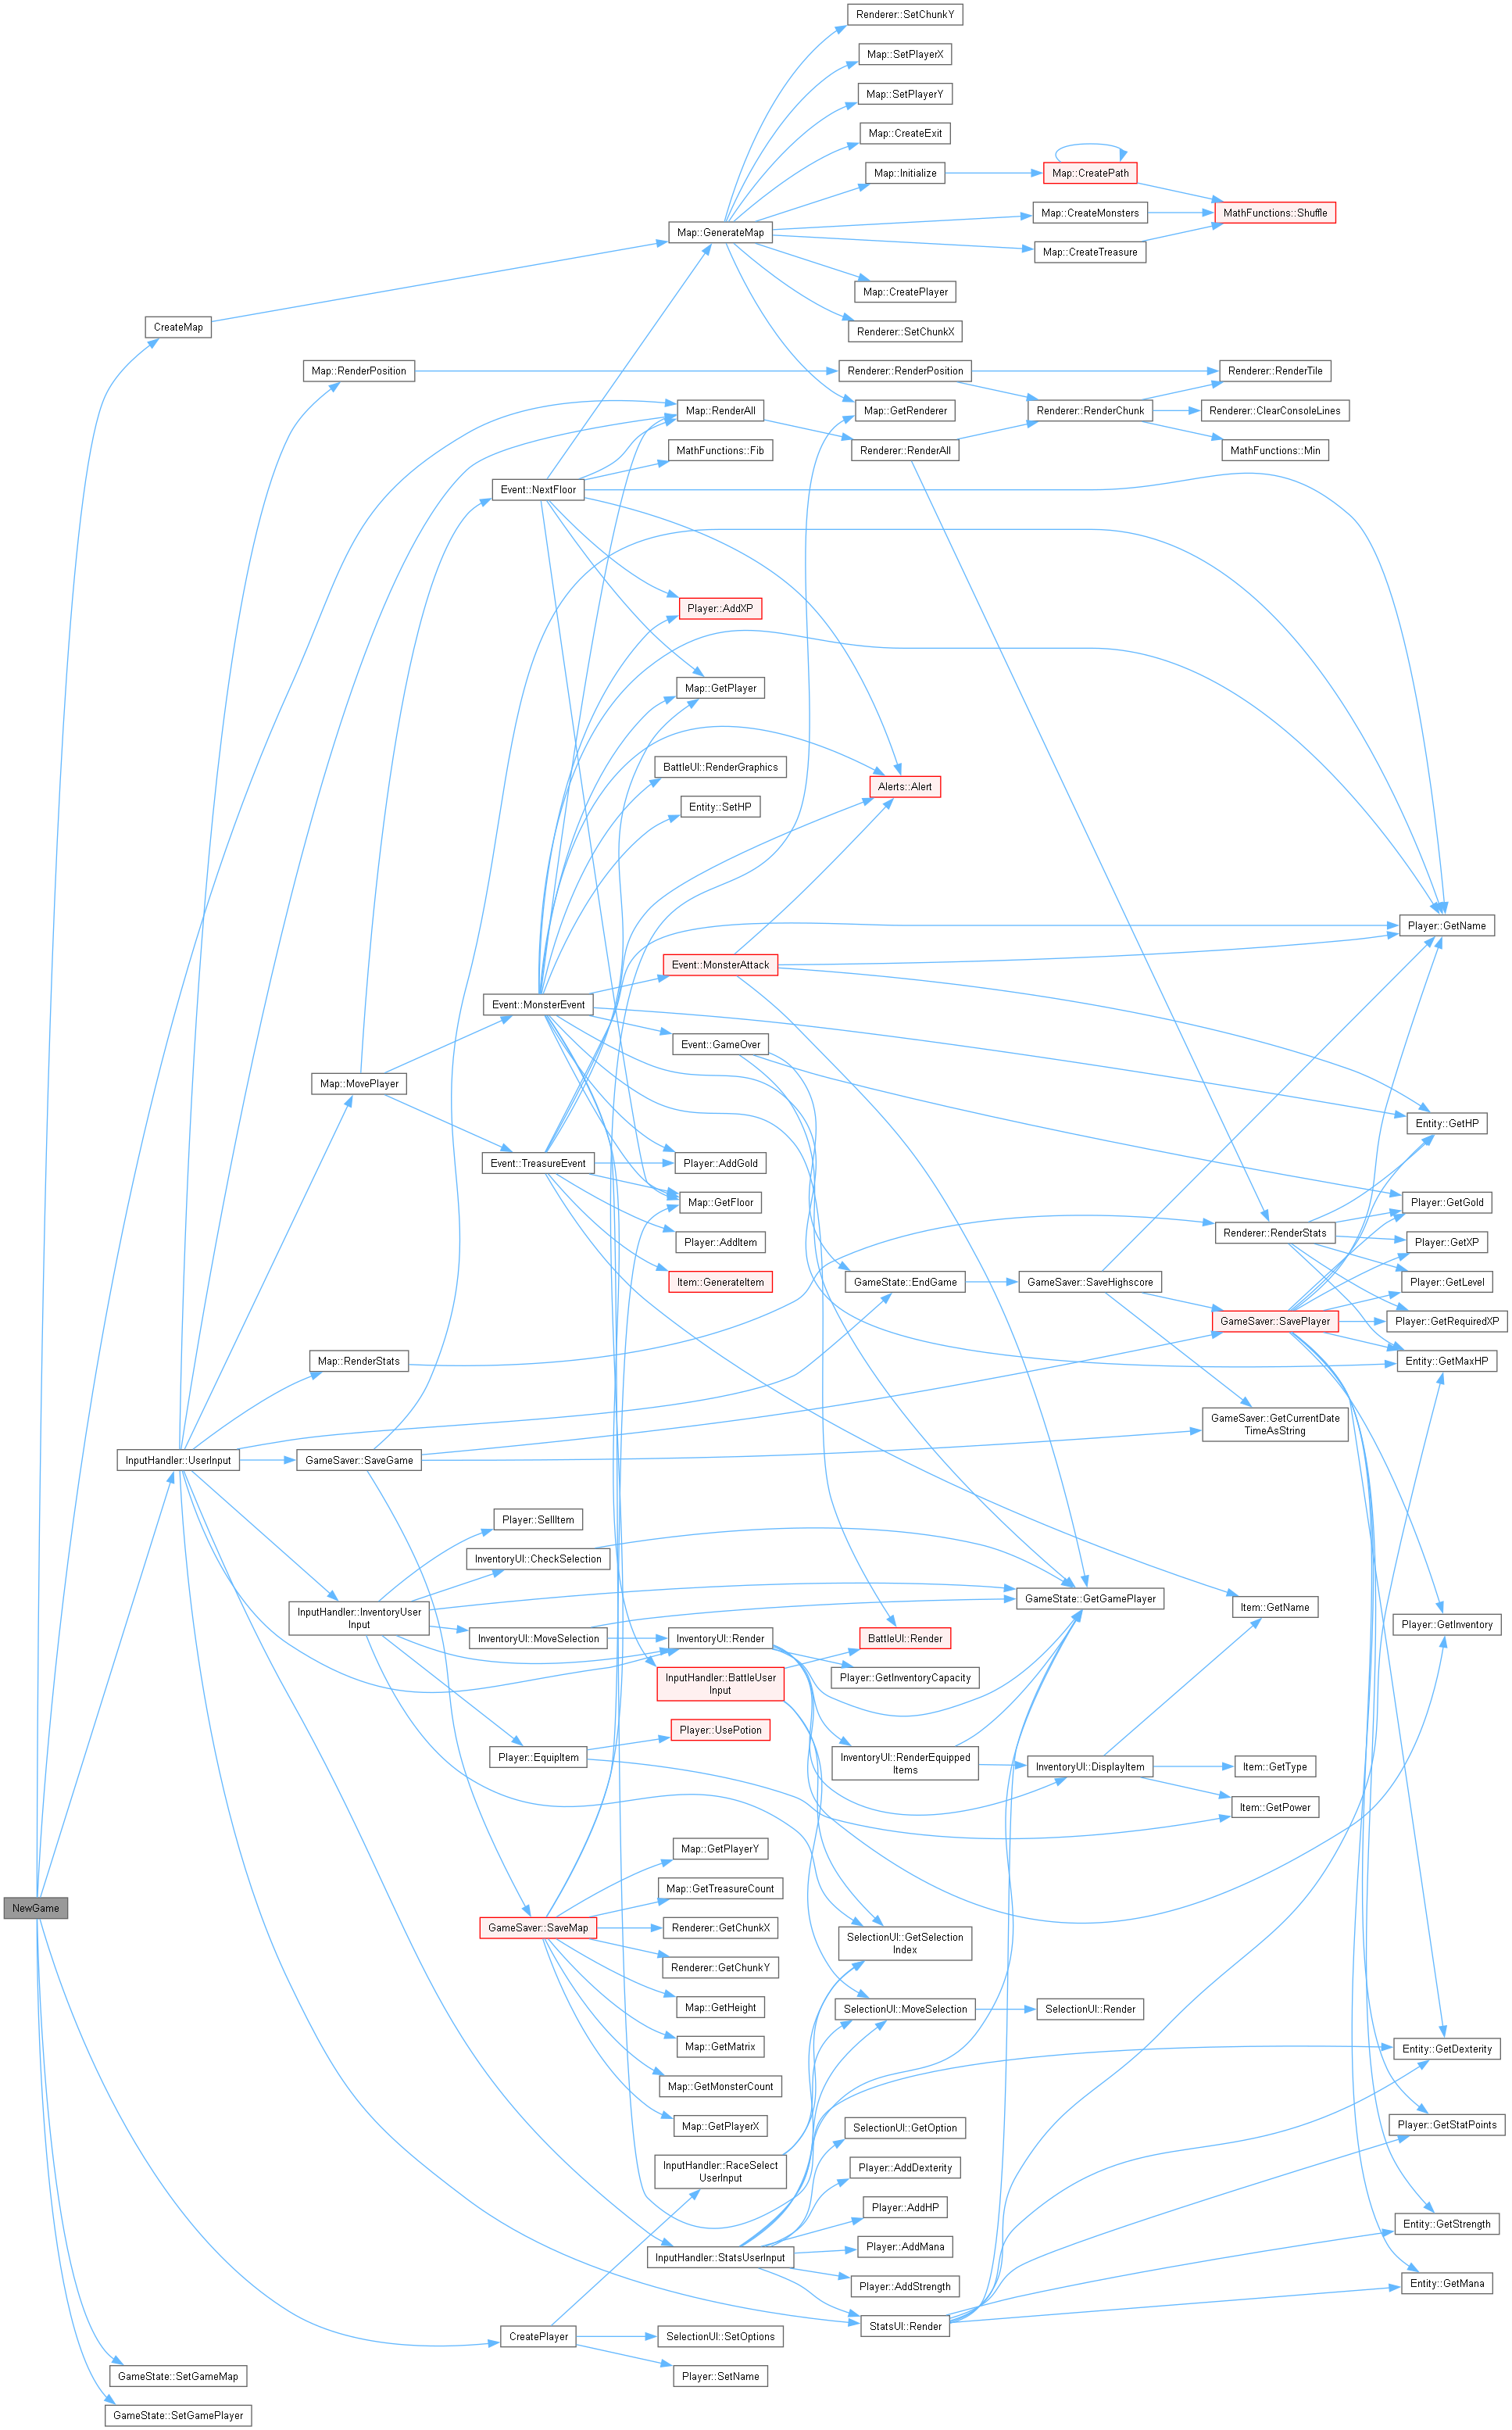 Renderer::SetChunkY
Map::SetPlayerX
Map::SetPlayerY
Map::CreateExit
Map::Initialize
Map::CreatePath
Map::CreateMonsters
MathFunctions::Shuffle
Map::GenerateMap
Map::CreateTreasure
Map::CreatePlayer
CreateMap
Renderer::SetChunkX
Map::RenderPosition
Renderer::RenderPosition
Renderer::RenderTile
Map::RenderAll
Map::GetRenderer
Renderer::RenderChunk
Renderer::ClearConsoleLines
MathFunctions::Fib
Renderer::RenderAll
MathFunctions::Min
Event::NextFloor
Player::AddXP
Map::GetPlayer
BattleUI::RenderGraphics
Alerts::Alert
Entity::SetHP
Player::GetName
Event::MonsterAttack
Event::MonsterEvent
Event::GameOver
Map::MovePlayer
Entity::GetHP
Event::TreasureEvent
Player::AddGold
Map::GetFloor
Player::GetGold
Renderer::RenderStats
Player::AddItem
Player::GetXP
Item::GenerateItem
GameState::EndGame
GameSaver::SaveHighscore
Player::GetLevel
GameSaver::SavePlayer
Player::GetRequiredXP
Map::RenderStats
Entity::GetMaxHP
GameSaver::GetCurrentDate
TimeAsString
InputHandler::UserInput
GameSaver::SaveGame
Player::SellItem
InventoryUI::CheckSelection
GameState::GetGamePlayer
Item::GetName
InputHandler::InventoryUser
Input
Player::GetInventory
InventoryUI::MoveSelection
InventoryUI::Render
BattleUI::Render
InputHandler::BattleUser
Input
Player::GetInventoryCapacity
Player::UsePotion
Player::EquipItem
InventoryUI::RenderEquipped
Items
InventoryUI::DisplayItem
Item::GetType
Item::GetPower
Map::GetPlayerY
Map::GetTreasureCount
NewGame
GameSaver::SaveMap
Renderer::GetChunkX
SelectionUI::GetSelection
Index
Renderer::GetChunkY
Map::GetHeight
SelectionUI::MoveSelection
SelectionUI::Render
Map::GetMatrix
Entity::GetDexterity
Map::GetMonsterCount
Map::GetPlayerX
SelectionUI::GetOption
Player::GetStatPoints
InputHandler::RaceSelect
UserInput
Player::AddDexterity
Player::AddHP
Entity::GetStrength
Player::AddMana
InputHandler::StatsUserInput
Player::AddStrength
Entity::GetMana
StatsUI::Render
CreatePlayer
SelectionUI::SetOptions
GameState::SetGameMap
Player::SetName
GameState::SetGamePlayer